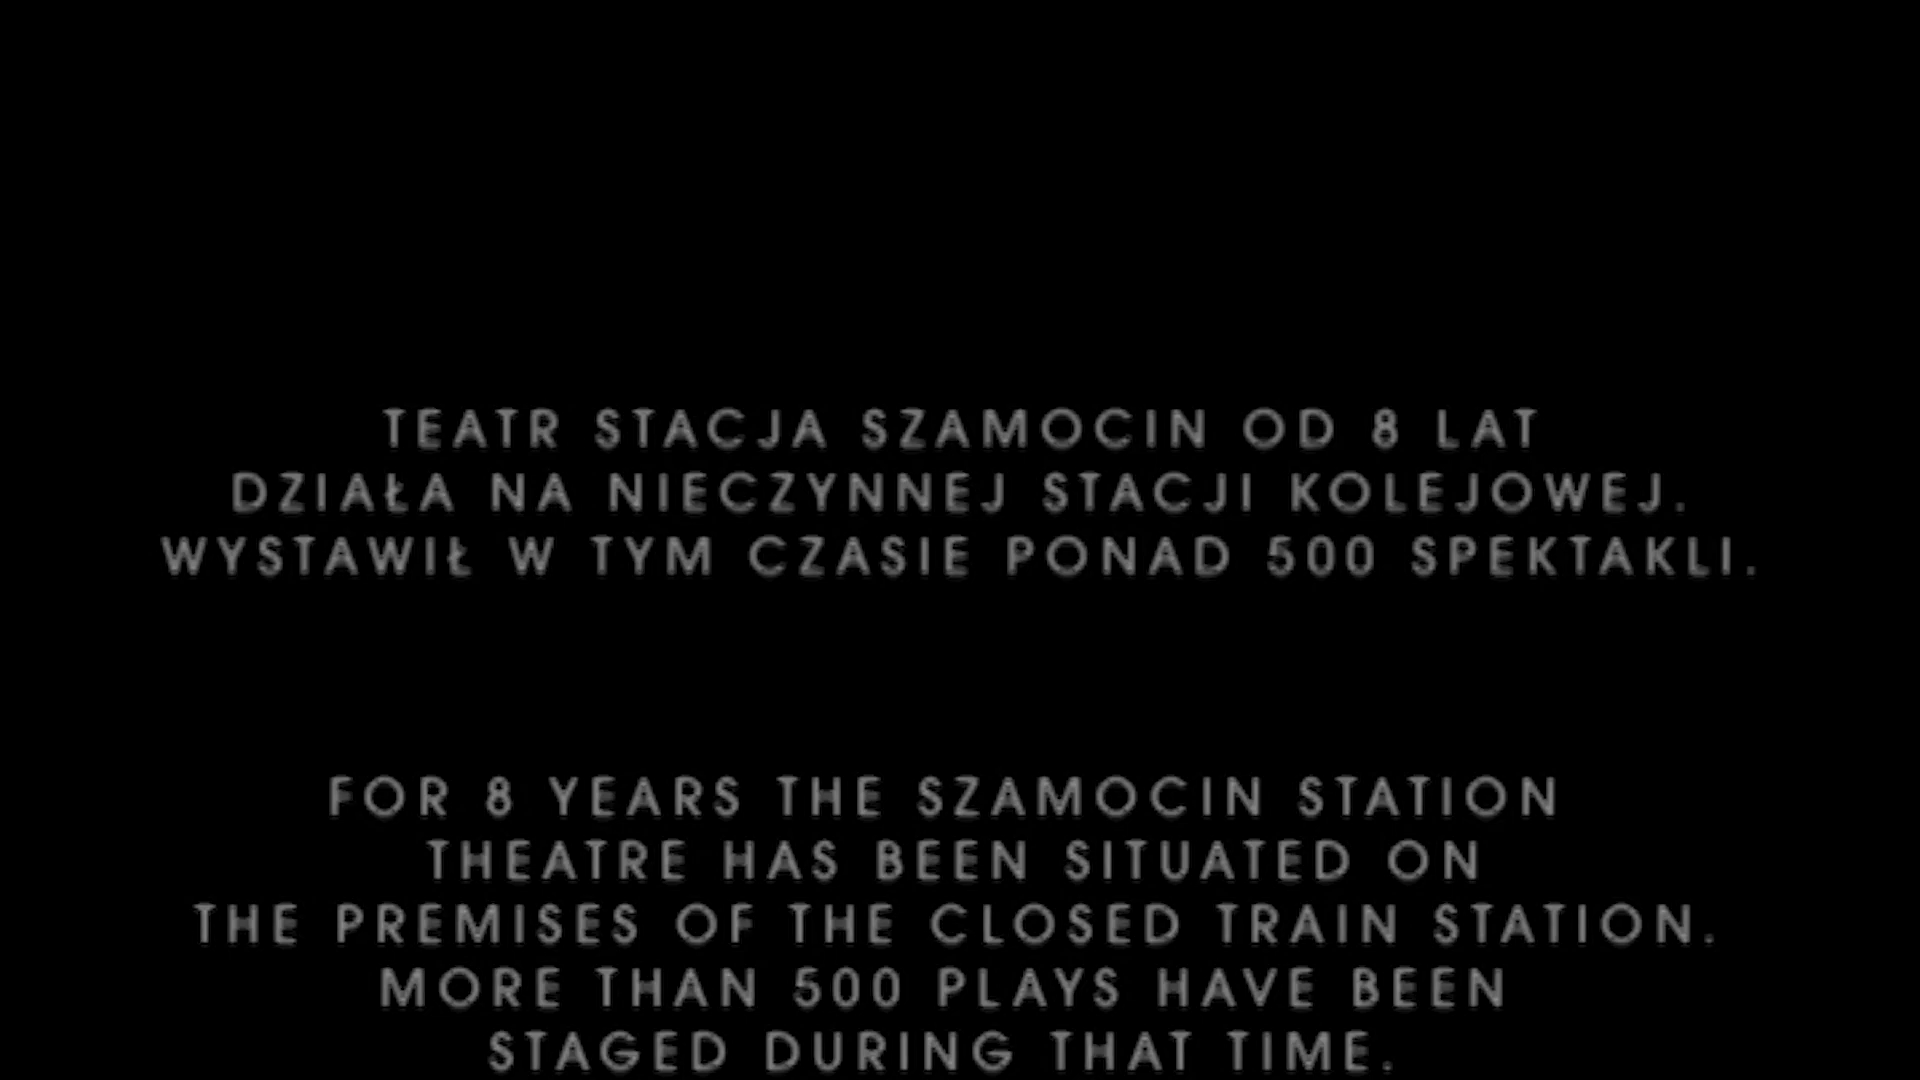 TEATR STACJA SZAMOCIN OD 8 LAT
DZIAŁA NA NIECZYNNEJ STACJI KOLEJOWEJ.
WYSTAWIŁ W TYM CZASIE PONAD 500 SPEKTAKLI.
FOR 8 YEARS THE SZAMOCIN STATION
THEATRE HAS BEEN SITUATED ON
THE PREMISES OF THE CLOSED TRAIN STATION.
MORE THAN 500 PLAYS HAVE BEEN
STAGED DURING THAT TIME.